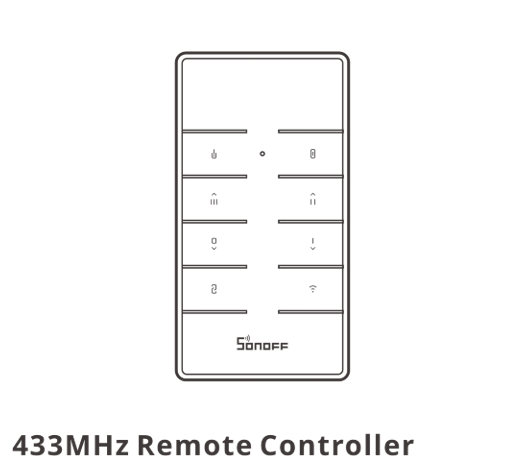 SONOFF
433MHz Remote Controller